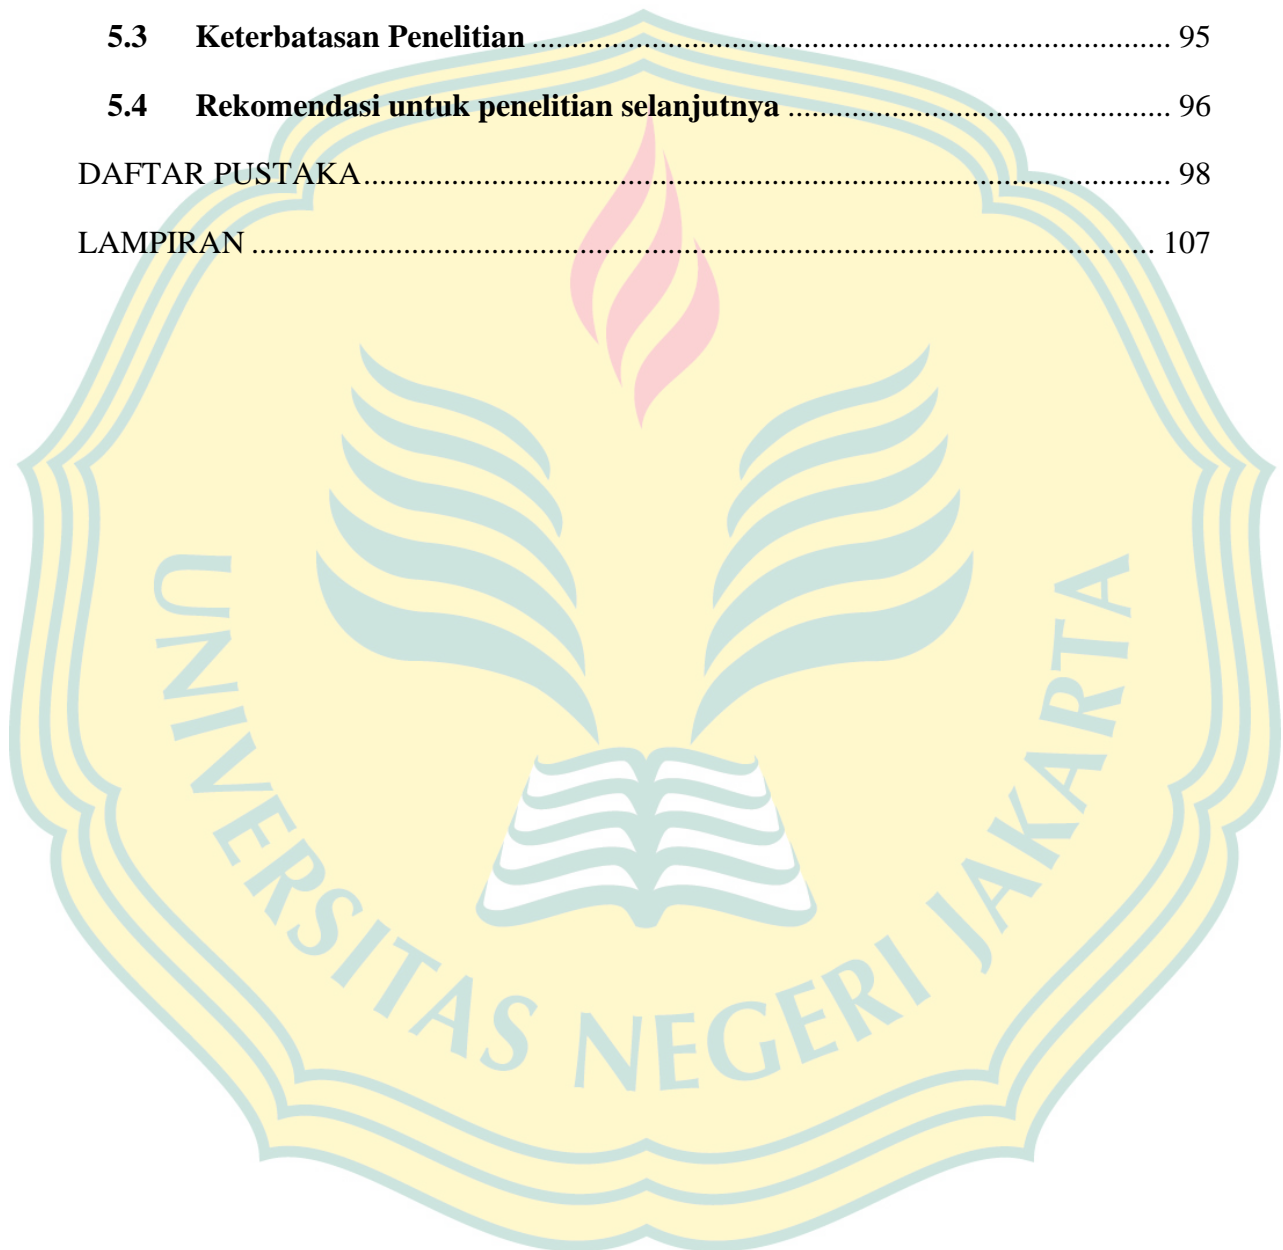 5.3 Keterbatasan Penelitian ........................................................................... 95
5.4 Rekomendasi untuk penelitian selanjutnya ............................................. 96
DAFTAR PUSTAKA ............................................................................................... 98
LAMPIRAN .......................................................................................................... 107
UNIVERSITAS NEGERI JAKARTA